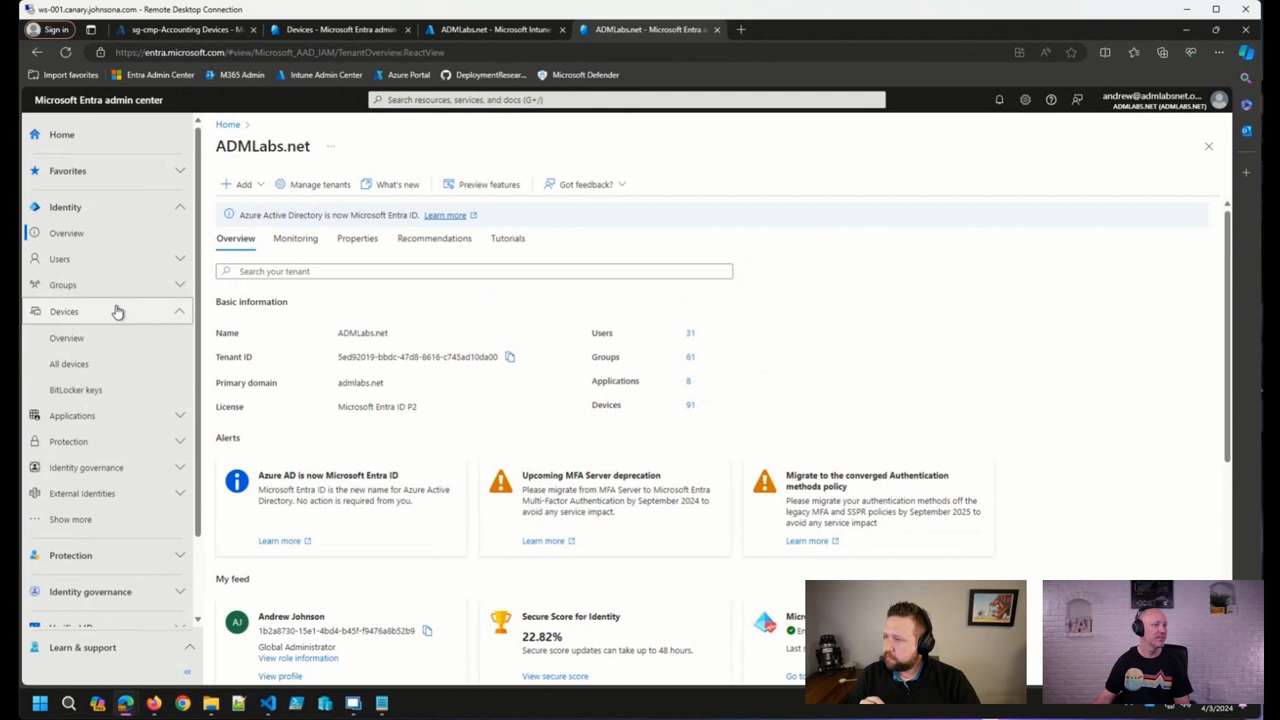 ws-001.canary.johnsona.com - Remote Desktop Connection
Sign in
sg-cmp-Accounting Devices - M
Devices - Microsoft Entra admin
ADMLabs.net - Microsoft Intune
ADMLabs.net - Microsoft Entra a
https://entra.microsoft.com/#view/Microsoft_AAD_IAM/TenantOverview.ReactView
Import favorites
Entra Admin Center
M365 Admin
Intune Admin Center
Azure Portal
DeploymentResear...
Microsoft Defender
Microsoft Entra admin center
Search resources, services, and docs (G+/)
andrew@admlabsnet.o...
ADMLABS.NET (ADMLABS.NET)
Home
Favorites
Identity
Overview
Users
Groups
Devices
Overview
All devices
BitLocker keys
Applications
Protection
Identity governance
External Identities
Show more
Protection
Identity governance
Learn & support
Home >
ADMLabs.net ...
Add
Manage tenants
What's new
Preview features
Got feedback?
Azure Active Directory is now Microsoft Entra ID. Learn more
Overview
Monitoring
Properties
Recommendations
Tutorials
Search your tenant
Basic information
Name ADMLabs.net Users 31
Tenant ID 5ed92019-bbdc-47d8-8616-c745ad10da00 Groups 61
Primary domain admlabs.net Applications 8
License Microsoft Entra ID P2 Devices 91
Alerts
Azure AD is now Microsoft Entra ID
Microsoft Entra ID is the new name for Azure Active
Directory. No action is required from you.
Learn more
Upcoming MFA Server deprecation
Please migrate from MFA Server to Microsoft Entra
Multi-Factor Authentication by September 2024 to
avoid any service impact.
Learn more
Migrate to the converged Authentication
methods policy
Please migrate your authentication methods off the
legacy MFA and SSPR policies by September 2025 to
avoid any service impact
Learn more
My feed
AJ
Andrew Johnson
1b2a8730-15e1-4bd4-b45f-f9476a8b52b9
Global Administrator
View role information
View profile
Secure Score for Identity
22.82%
Secure score updates can take up to 48 hours.
View secure score
4/3/2024